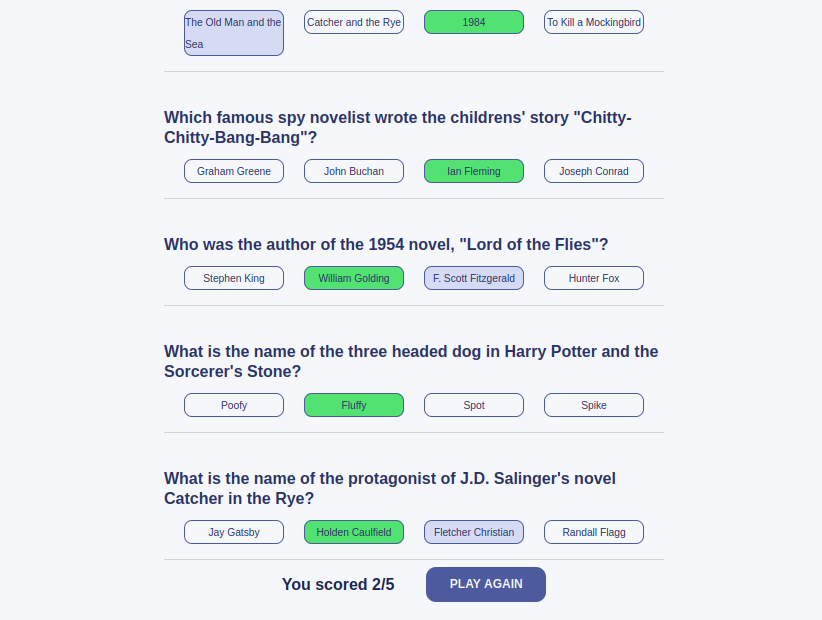 The Old Man and the Catcher and the Rye 1984 To Kill a Mockingbird
Sea
Which famous spy novelist wrote the childrens' story "Chitty-
Chitty-Bang-Bang"?
Graham Greene John Buchan Ian Fleming Joseph Conrad
Who was the author of the 1954 novel, "Lord of the Flies"?
Stephen King William Golding F. Scott Fitzgerald Hunter Fox
What is the name of the three headed dog in Harry Potter and the
Sorcerer's Stone?
Poofy Fluffy Spot Spike
What is the name of the protagonist of J.D. Salinger's novel
Catcher in the Rye?
Jay Gatsby Holden Caulfield Fletcher Christian Randall Flagg
You scored 2/5 PLAY AGAIN